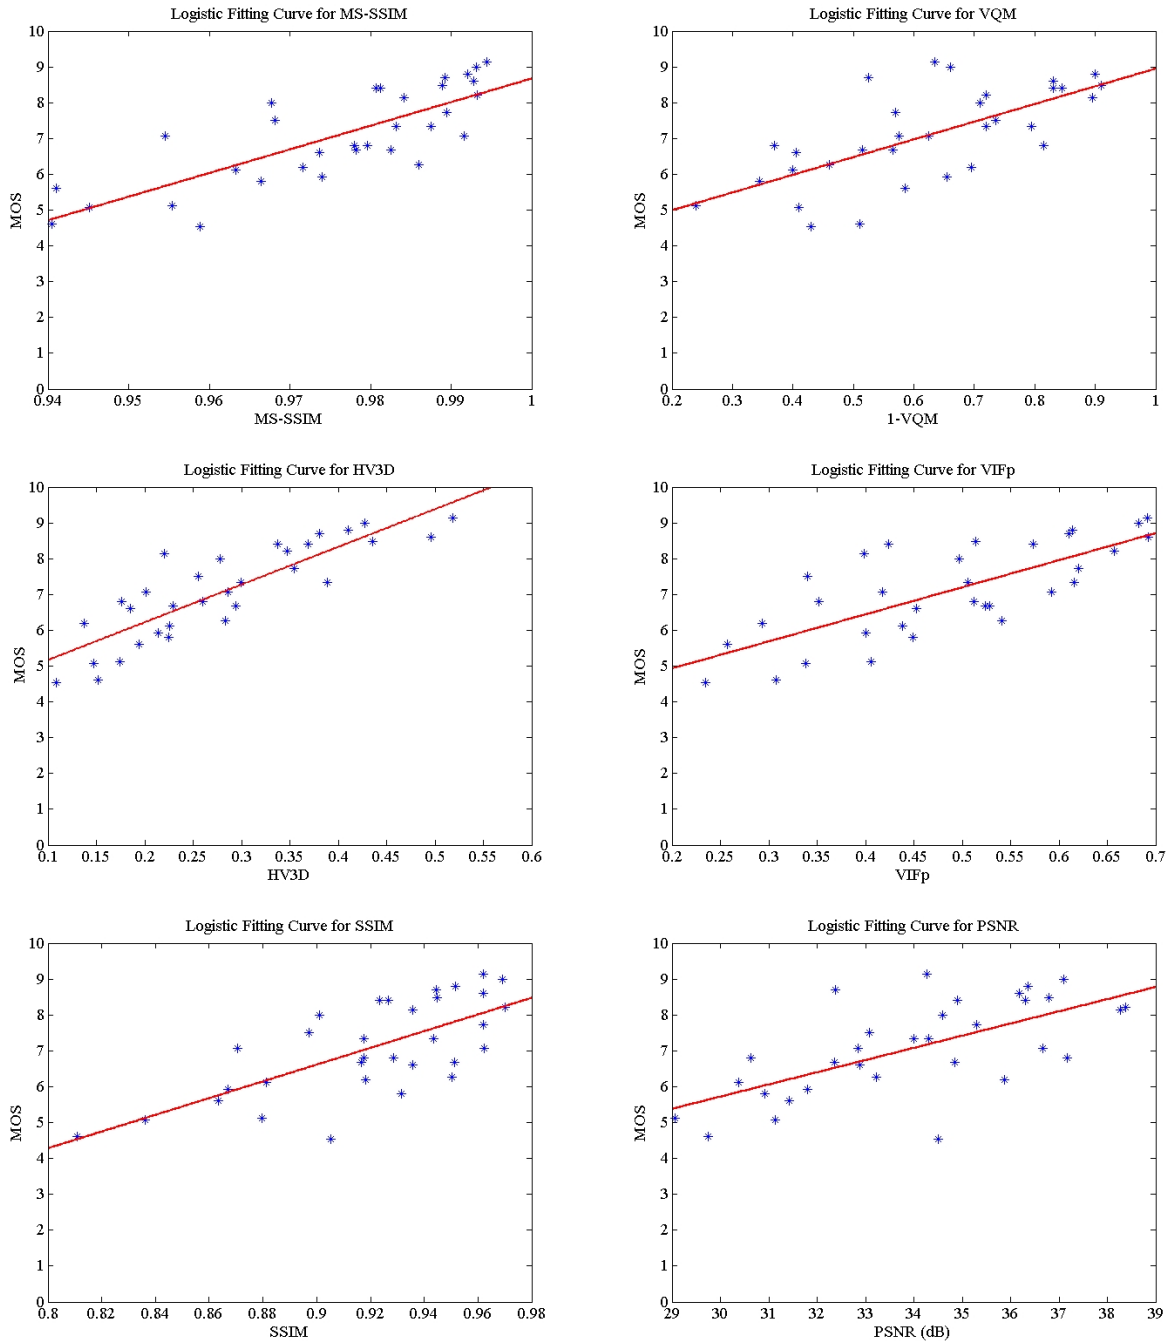 Logistic Fitting Curve for MS-SSIM
MOS
10
9
8
7
6
5
4
3
2
1
0
0.94 0.95 0.96 0.97 0.98 0.99 1
MS-SSIM
Logistic Fitting Curve for VQM
MOS
10
9
8
7
6
5
4
3
2
1
0
0.2 0.3 0.4 0.5 0.6 0.7 0.8 0.9 1
1-VQM
Logistic Fitting Curve for HV3D
MOS
10
9
8
7
6
5
4
3
2
1
0
0.1 0.15 0.2 0.25 0.3 0.35 0.4 0.45 0.5 0.55 0.6
HV3D
Logistic Fitting Curve for VIFp
MOS
10
9
8
7
6
5
4
3
2
1
0
0.2 0.25 0.3 0.35 0.4 0.45 0.5 0.55 0.6 0.65 0.7
VIFp
Logistic Fitting Curve for SSIM
MOS
10
9
8
7
6
5
4
3
2
1
0
0.8 0.82 0.84 0.86 0.88 0.9 0.92 0.94 0.96 0.98
SSIM
Logistic Fitting Curve for PSNR
MOS
10
9
8
7
6
5
4
3
2
1
0
29 30 31 32 33 34 35 36 37 38 39
PSNR (dB)